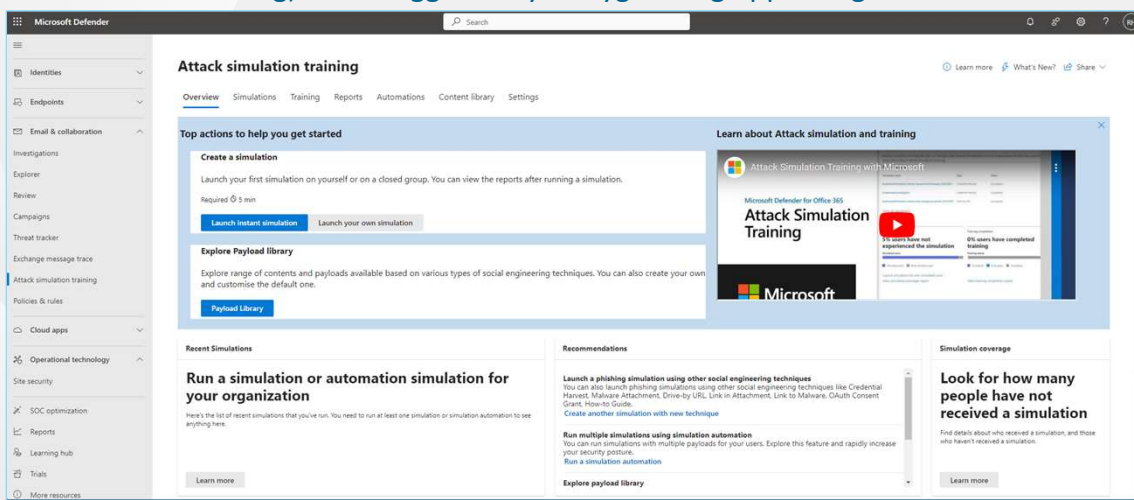 Microsoft Defender
Search
RH
Identities
Endpoints
Email & collaboration
Investigations
Explorer
Review
Campaigns
Threat tracker
Exchange message trace
Attack simulation training
Policies & rules
Cloud apps
Operational technology
Site security
SOC optimization
Reports
Learning hub
Trials
More resources
Attack simulation training
Learn more What's New? Share
Overview Simulations Training Reports Automations Content library Settings
Top actions to help you get started
Create a simulation
Launch your first simulation on yourself or on a closed group. You can view the reports after running a simulation.
Required 5 min
Launch instant simulation Launch your own simulation
Explore Payload library
Explore range of contents and payloads available based on various types of social engineering techniques. You can also create your own
and customise the default one.
Payload Library
Learn about Attack simulation and training
Attack Simulation Training with Microsoft
Microsoft Defender for Office 365
Attack Simulation
Training
Microsoft
5% users have not
experienced the simulation
0% users have completed
training
Recent Simulations
Run a simulation or automation simulation for
your organization
Here's the list of recent simulations that you've run. You need to run at least one simulation or simulation automation to see
anything here.
Learn more
Recommendations
Launch a phishing simulation using other social engineering techniques
You can also launch phishing simulations using other social engineering techniques like Credential
Harvest, Malware Attachment, Drive-by URL, Link in Attachment, Link to Malware, OAuth Consent
Grant, How-to Guide.
Create another simulation with new technique
Run multiple simulations using simulation automation
You can run simulations with multiple payloads for your users. Explore this feature and rapidly increase
your security posture.
Run a simulation automation
Explore payload library
Simulation coverage
Look for how many
people have not
received a simulation
Find details about who received a simulation, and those
who haven't received a simulation.
Learn more